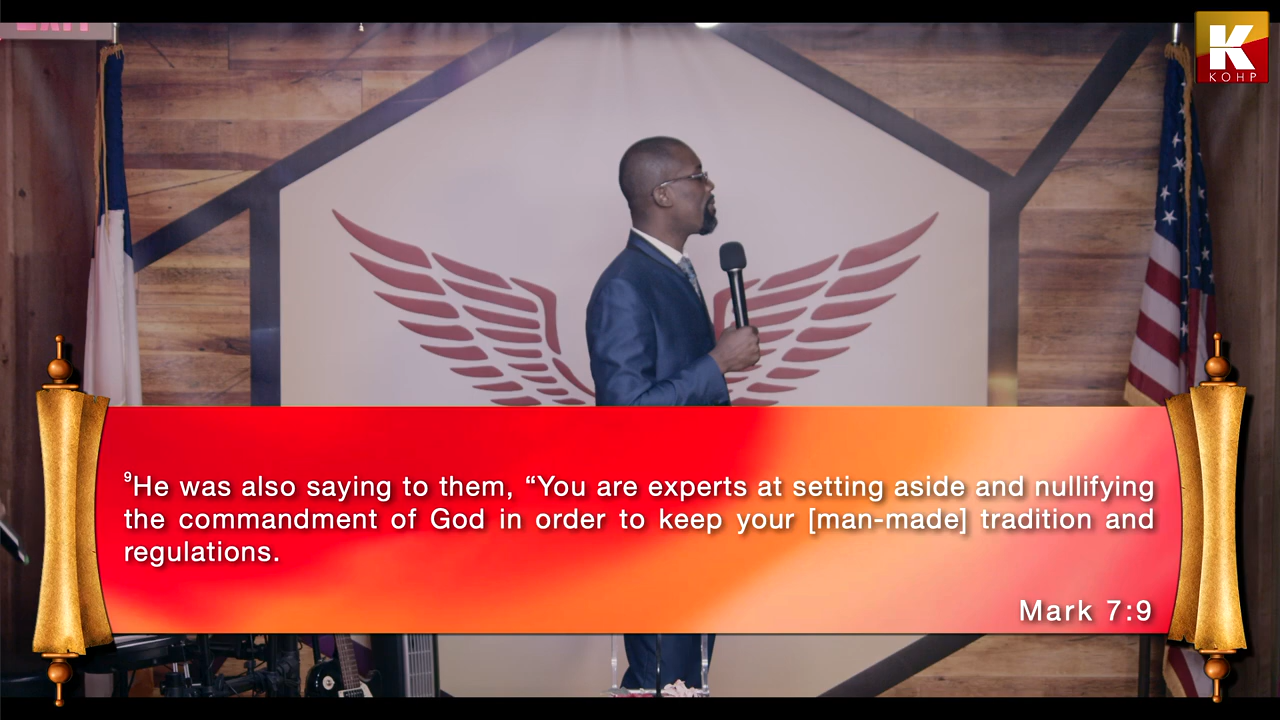 EXIT
K
KOHP
⁹He was also saying to them, “You are experts at setting aside and nullifying
the commandment of God in order to keep your [man-made] tradition and
regulations.
Mark 7:9